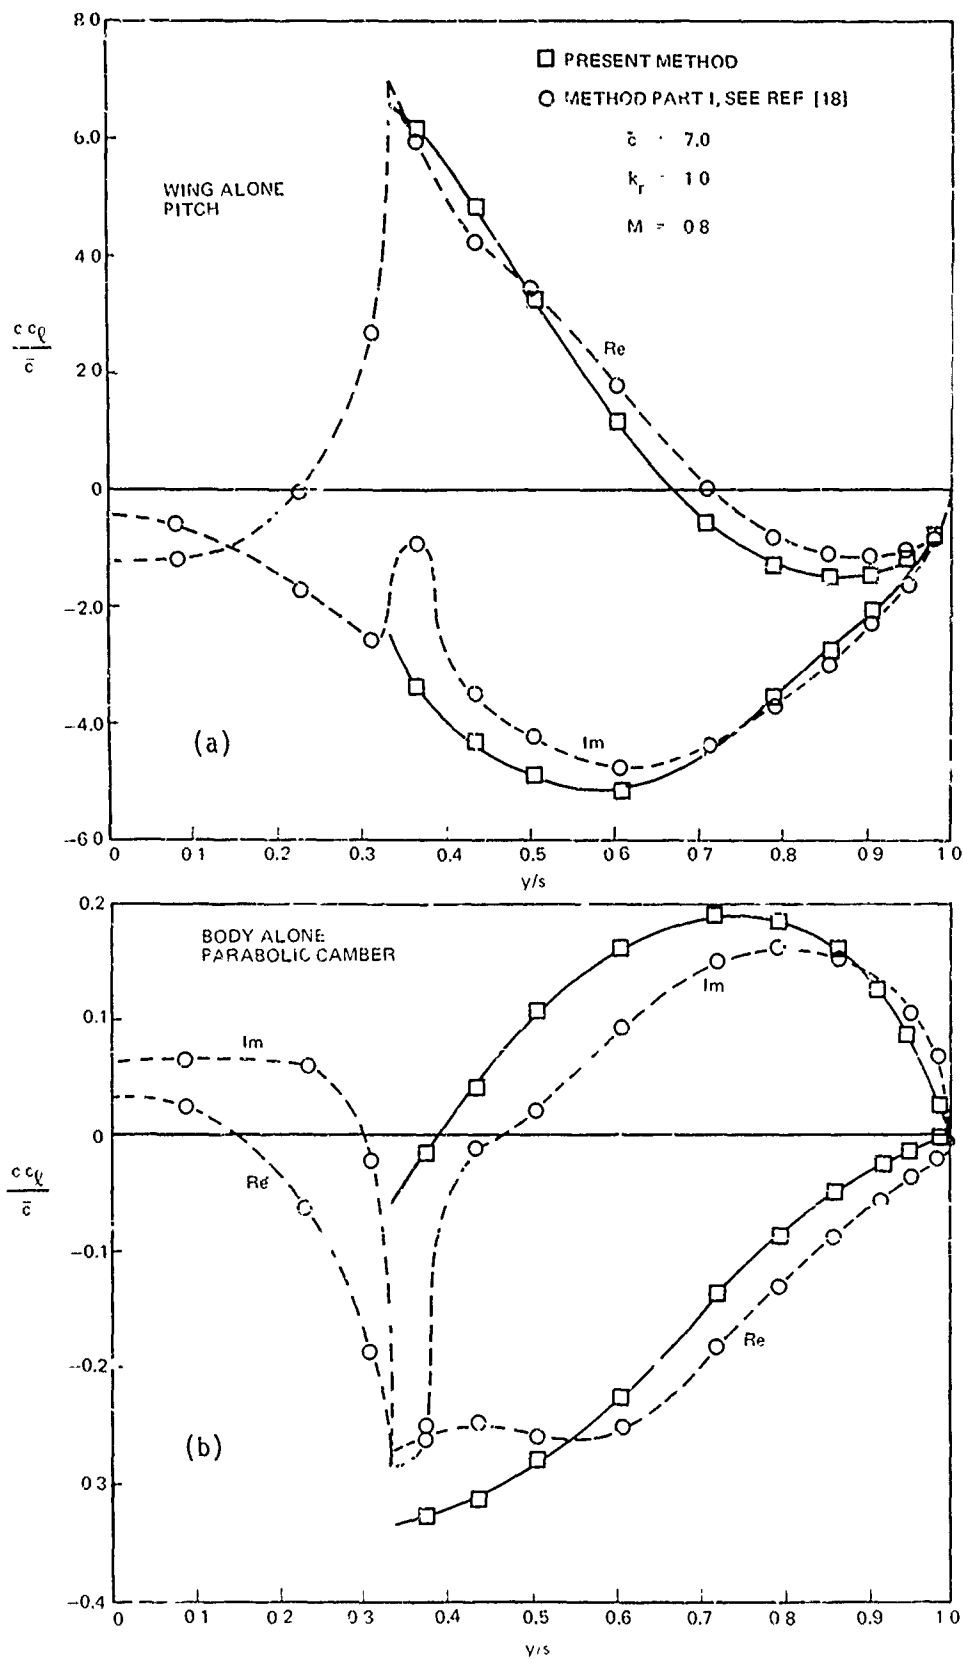 8 0
6.0
4 0
2 0
0
-2.0
-4.0
-6 0
c cℓ
c̄
WING ALONE
PITCH
PRESENT METHOD
METHOD PART I, SEE REF [18]
c̄ · 7.0
k_r - 1 0
M = 0 8
Re
Im
(a)
0 0 1 0.2 0.3 0.4 0.5 0 6 0.7 0.8 0.9 1 0
y/s
0.2
0.1
0
-0.1
-0.2
0 3
-0.4
c cℓ
c̄
BODY ALONE
PARABOLIC CAMBER
Im
Re
Im
Re
(b)
0 0 1 0.2 0 3 0.4 0.5 0.6 0.7 0.8 0.9 1 0
y/s